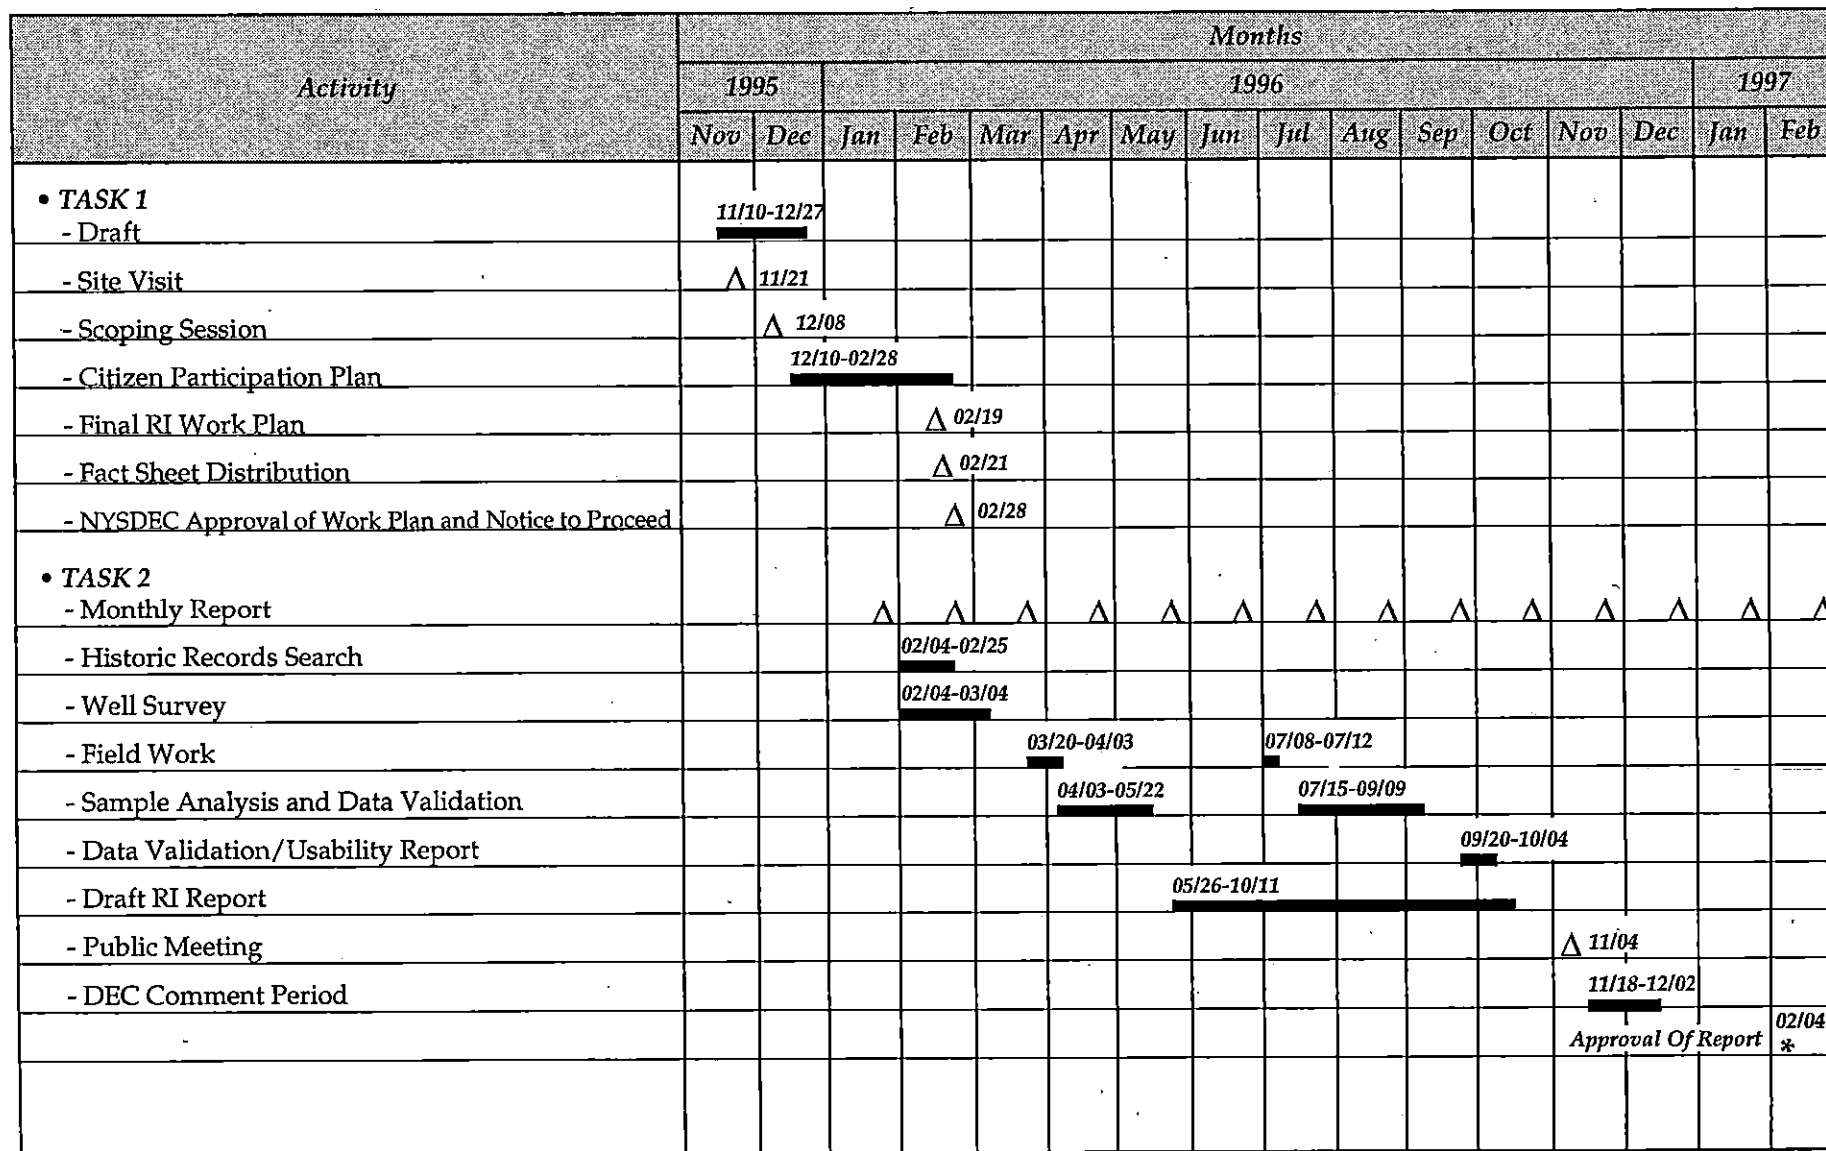 Months
Activity
1995 1996 1997
Nov Dec Jan Feb Mar Apr May Jun Jul Aug Sep Oct Nov Dec Jan Feb
• TASK 1
11/10-12/27
- Draft
- Site Visit Δ 11/21
- Scoping Session Δ 12/08
12/10-02/28
- Citizen Participation Plan
- Final RI Work Plan Δ 02/19
- Fact Sheet Distribution Δ 02/21
- NYSDEC Approval of Work Plan and Notice to Proceed Δ 02/28
• TASK 2
- Monthly Report Δ Δ Δ Δ Δ Δ Δ Δ Δ Δ Δ Δ Δ Δ
02/04-02/25
- Historic Records Search
02/04-03/04
- Well Survey
03/20-04/03 07/08-07/12
- Field Work
04/03-05/22 07/15-09/09
- Sample Analysis and Data Validation
09/20-10/04
- Data Validation/Usability Report
05/26-10/11
- Draft RI Report
- Public Meeting Δ 11/04
11/18-12/02
- DEC Comment Period
02/04
Approval Of Report *